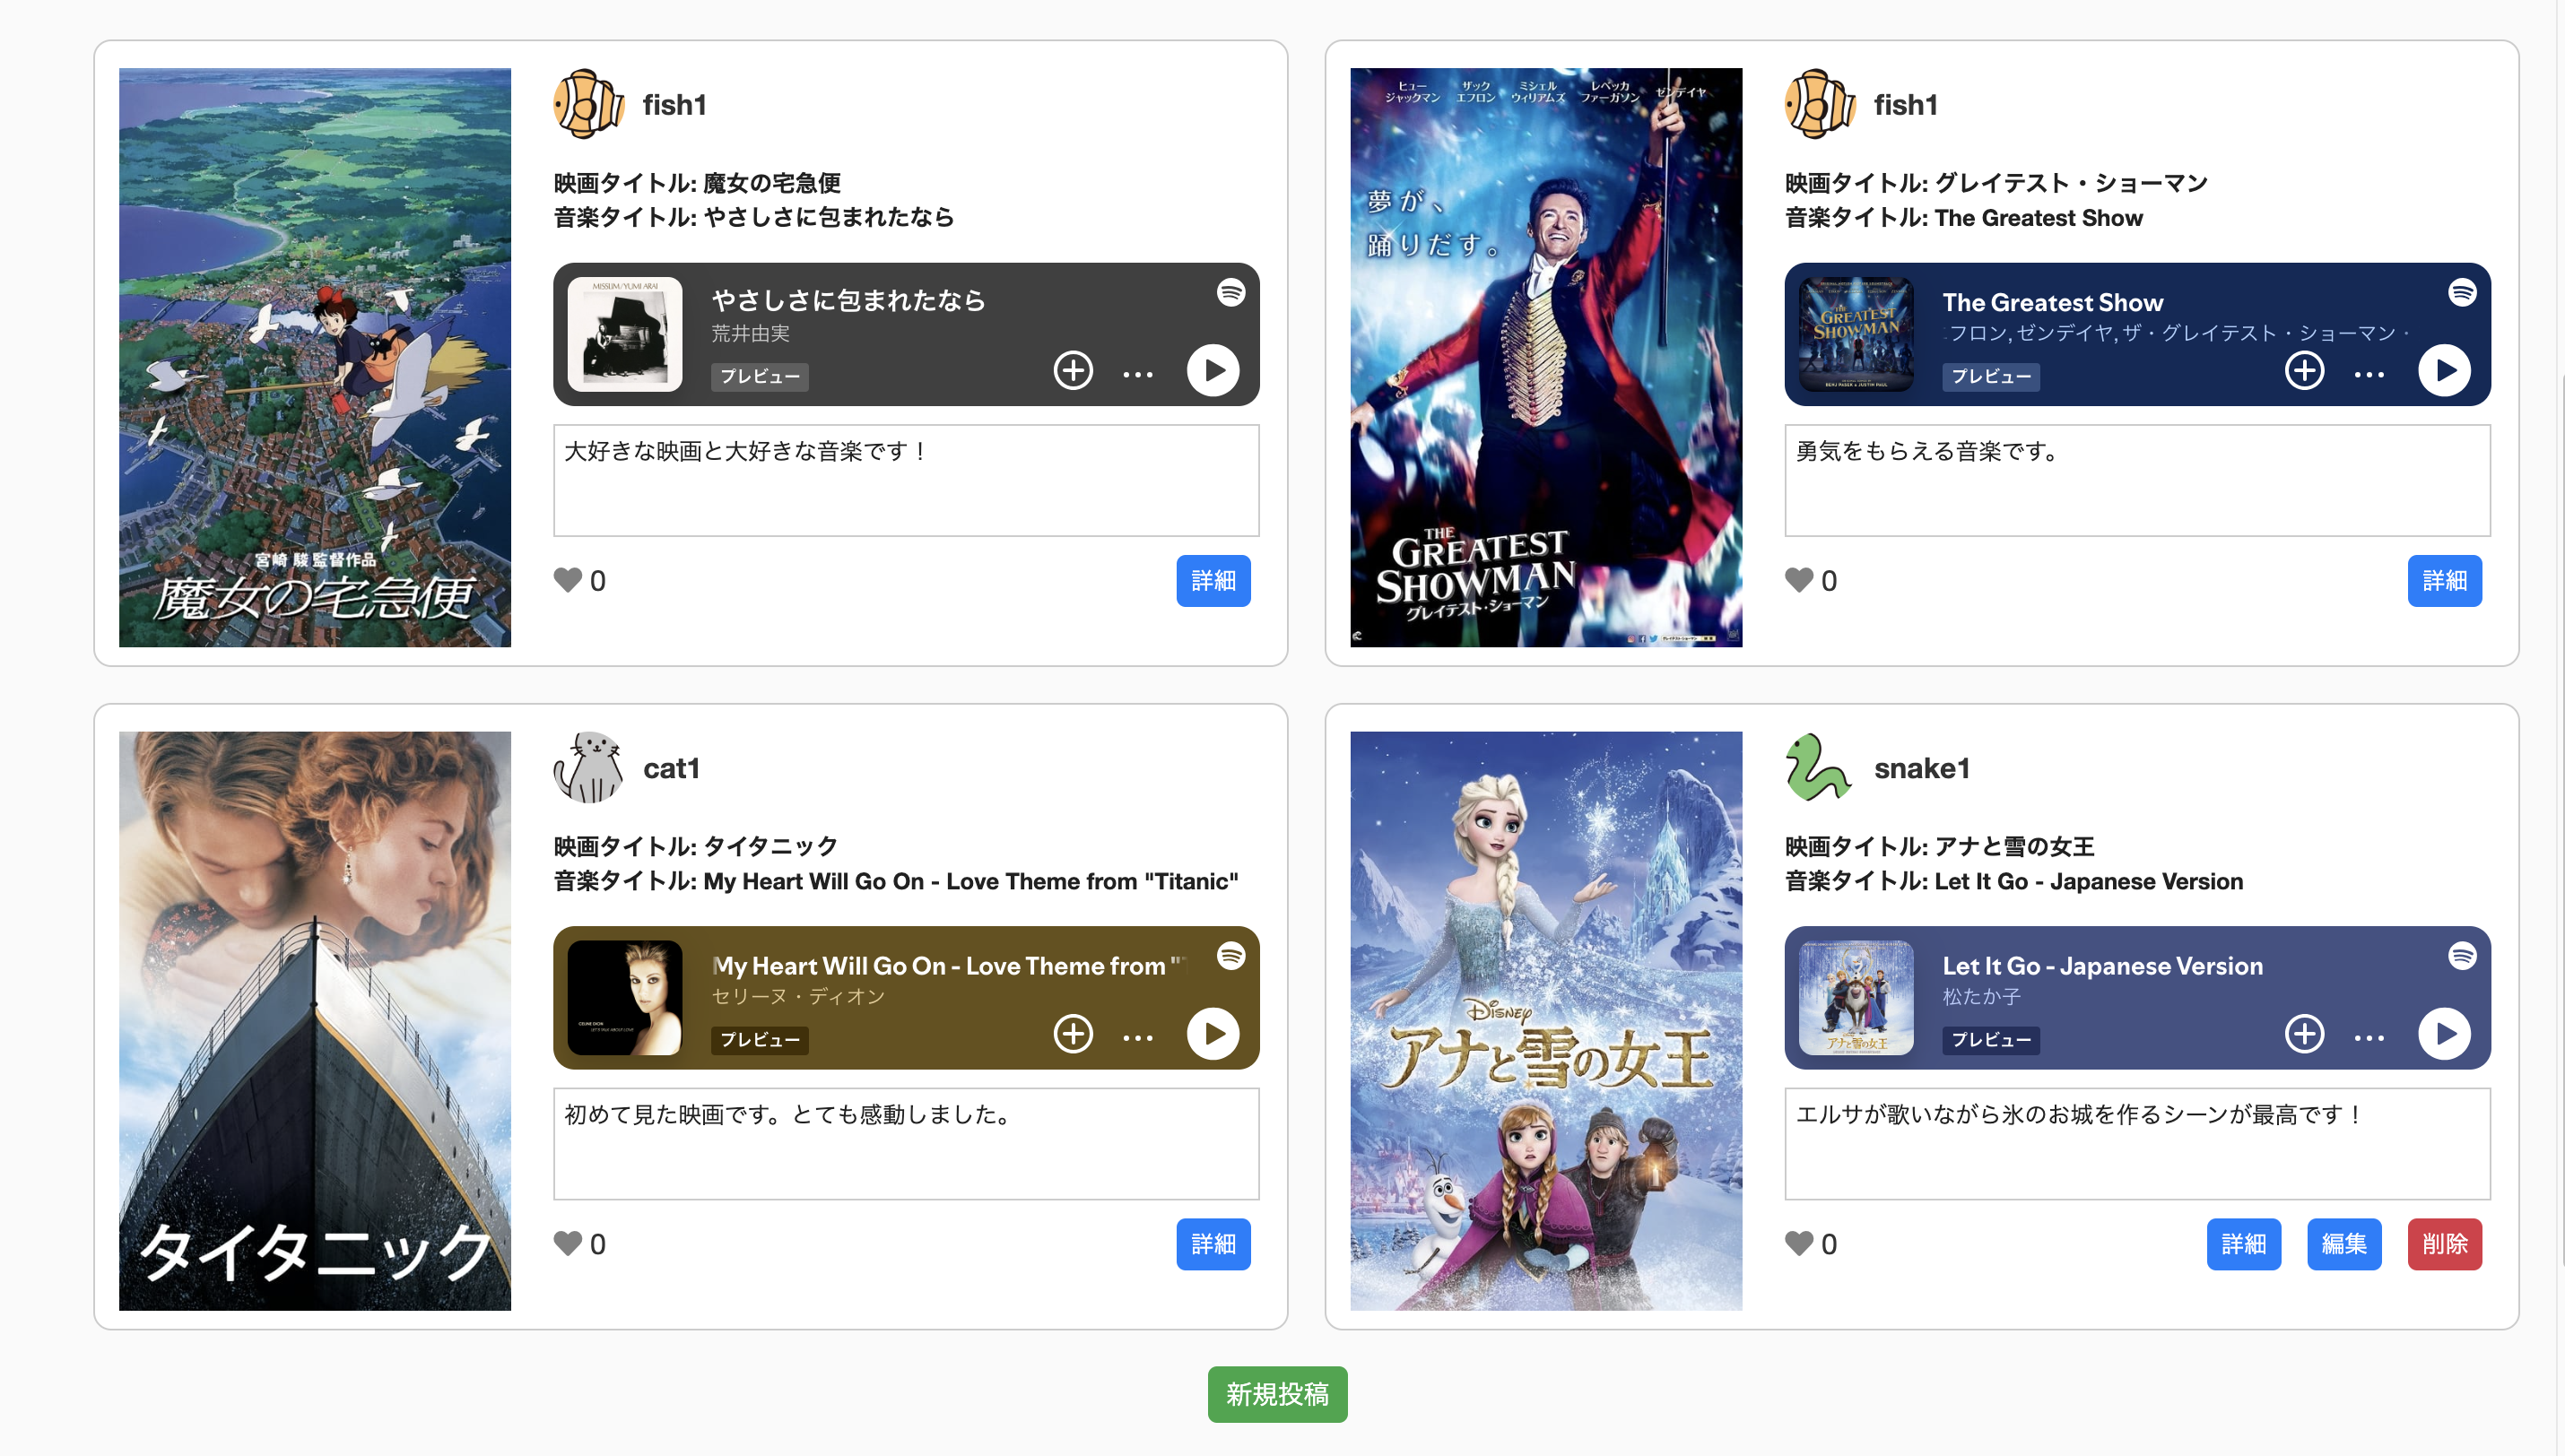 宮崎 駿 監督作品
魔女の宅急便
fish1
映画タイトル: 魔女の宅急便
音楽タイトル: やさしさに包まれたなら
MISSLIM/YUMI ARAI
やさしさに包まれたなら
荒井由実
プレビュー
大好きな映画と大好きな音楽です！
0
詳細
ヒュー・ジャックマン ザック エフロン ミシェル ウィリアムズ レベッカ ファーガソン ゼンデイヤ
夢が、
踊りだす。
THE
GREATEST
SHOWMAN
グレイテスト・ショーマン
fish1
映画タイトル: グレイテスト・ショーマン
音楽タイトル: The Greatest Show
THE
GREATEST
SHOWMAN
The Greatest Show
フロン, ゼンデイヤ, ザ・グレイテスト・ショーマン・
プレビュー
勇気をもらえる音楽です。
0
詳細
タイタニック
cat1
映画タイトル: タイタニック
音楽タイトル: My Heart Will Go On - Love Theme from "Titanic"
CELINE DION
LET'S TALK ABOUT LOVE
My Heart Will Go On - Love Theme from "
セリーヌ・ディオン
プレビュー
初めて見た映画です。とても感動しました。
0
詳細
DISNEY
アナと雪の女王
snake1
映画タイトル: アナと雪の女王
音楽タイトル: Let It Go - Japanese Version
アナと雪の女王
Let It Go - Japanese Version
松たか子
プレビュー
エルサが歌いながら氷のお城を作るシーンが最高です！
0
詳細 編集 削除
新規投稿